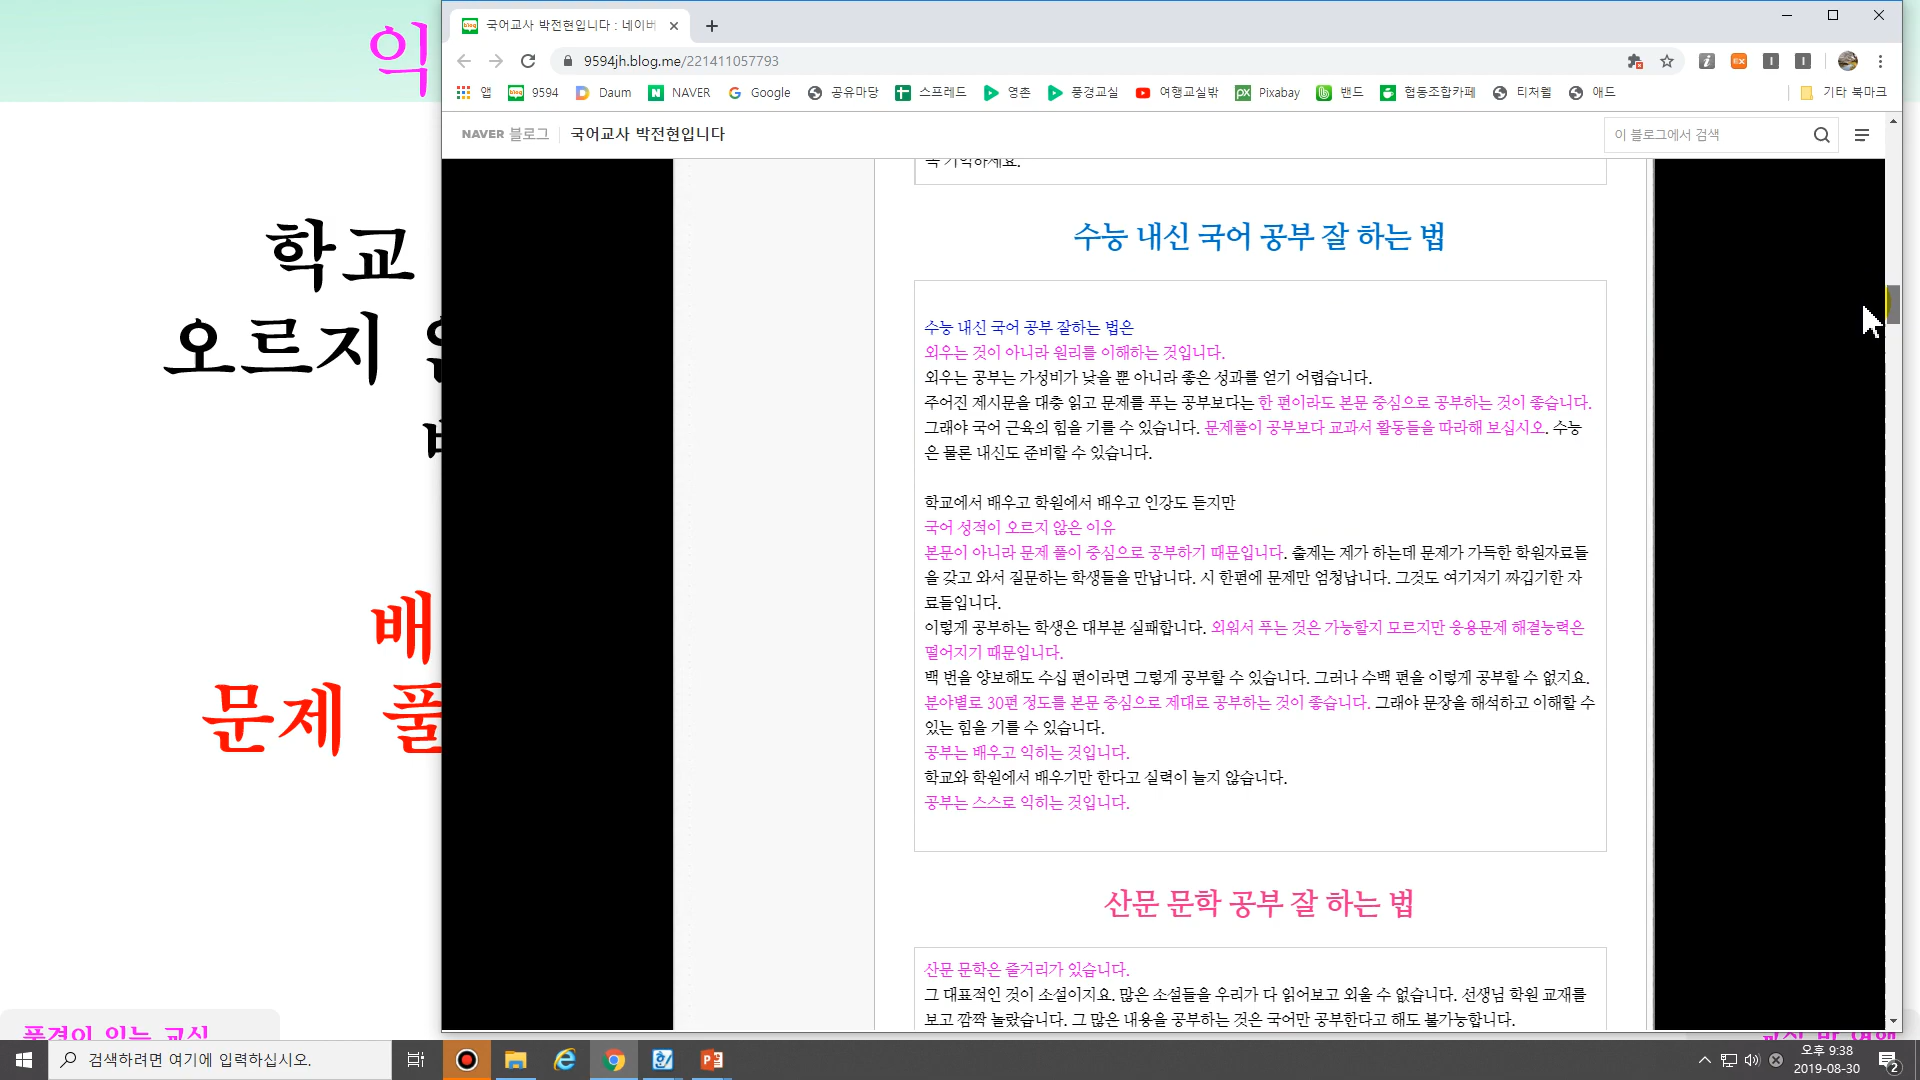 익
학교
오르지
배
문제 풀
국어교사 박전현입니다 : 네이버
9594jh.blog.me/221411057793
앱 9594 Daum NAVER Google 공유마당 스프레드 영촌 풍경교실 여행교실밖 Pixabay 밴드 협동조합카페 티처웰 애드 기타 북마크
NAVER 블로그 국어교사 박전현입니다 이 블로그에서 검색
꼭 기억하세요.
수능 내신 국어 공부 잘 하는 법
수능 내신 국어 공부 잘하는 법은
외우는 것이 아니라 원리를 이해하는 것입니다.
외우는 공부는 가성비가 낮을 뿐 아니라 좋은 성과를 얻기 어렵습니다.
주어진 제시문을 대충 읽고 문제를 푸는 공부보다는 한 편이라도 본문 중심으로 공부하는 것이 좋습니다.
그래야 국어 근육의 힘을 기를 수 있습니다. 문제풀이 공부보다 교과서 활동들을 따라해 보십시오. 수능
은 물론 내신도 준비할 수 있습니다.
학교에서 배우고 학원에서 배우고 인강도 듣지만
국어 성적이 오르지 않은 이유
본문이 아니라 문제 풀이 중심으로 공부하기 때문입니다. 출제는 제가 하는데 문제가 가득한 학원자료들
을 갖고 와서 질문하는 학생들을 만납니다. 시 한편에 문제만 엄청납니다. 그것도 여기저기 짜깁기한 자
료들입니다.
이렇게 공부하는 학생은 대부분 실패합니다. 외워서 푸는 것은 가능할지 모르지만 응용문제 해결능력은
떨어지기 때문입니다.
백 번을 양보해도 수십 편이라면 그렇게 공부할 수 있습니다. 그러나 수백 편을 이렇게 공부할 수 없지요.
분야별로 30편 정도를 본문 중심으로 제대로 공부하는 것이 좋습니다. 그래야 문장을 해석하고 이해할 수
있는 힘을 기를 수 있습니다.
공부는 배우고 익히는 것입니다.
학교와 학원에서 배우기만 한다고 실력이 늘지 않습니다.
공부는 스스로 익히는 것입니다.
산문 문학 공부 잘 하는 법
산문 문학은 줄거리가 있습니다.
그 대표적인 것이 소설이지요. 많은 소설들을 우리가 다 읽어보고 외울 수 없습니다. 선생님 학원 교재를
보고 깜짝 놀랐습니다. 그 많은 내용을 공부하는 것은 국어만 공부한다고 해도 불가능합니다.
풍경이 있는 교실
교실 밖 여행
검색하려면 여기에 입력하십시오.
오후 9:38
2019-08-30
2